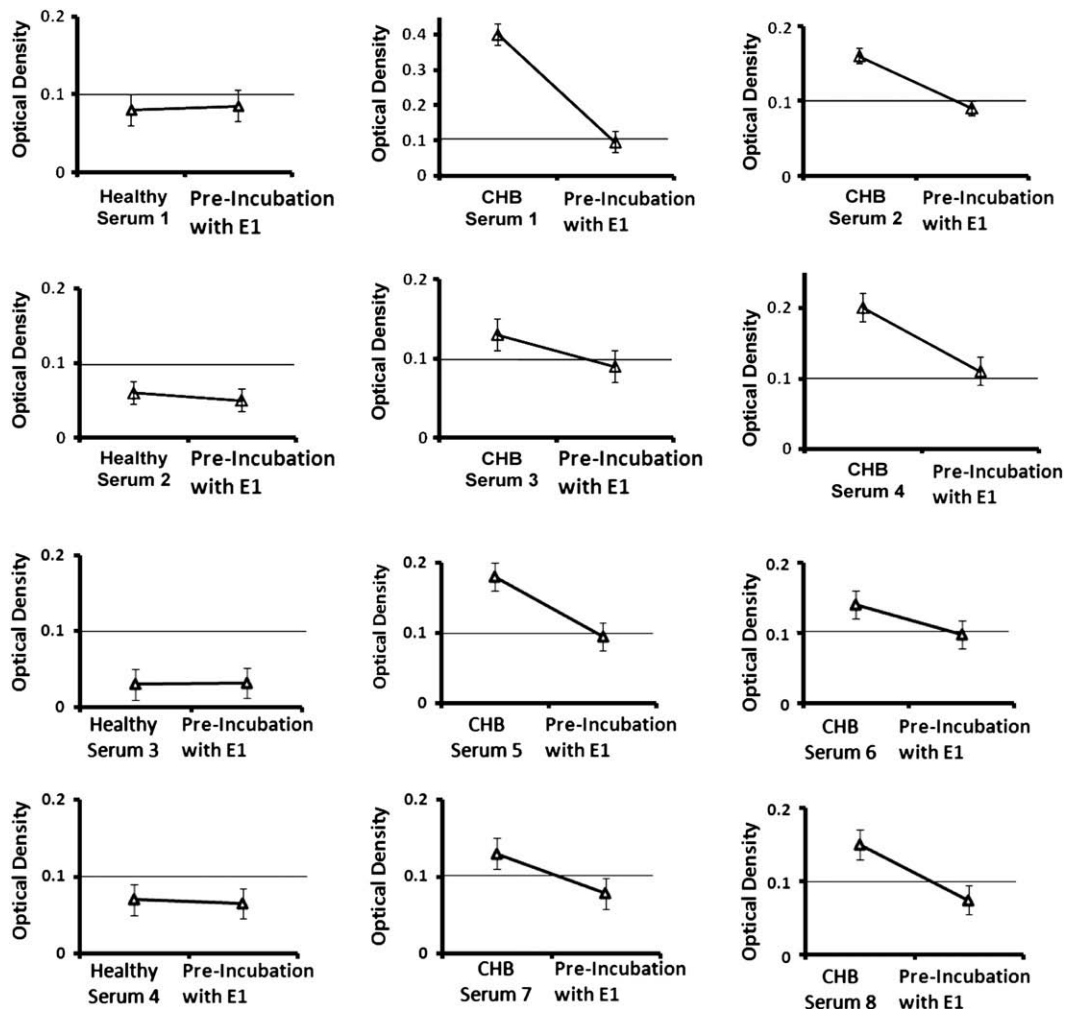 Optical Density
0.2
0.1
0
Healthy Pre-Incubation
Serum 1 with E1
Optical Density
0.4
0.3
0.2
0.1
0
CHB Pre-Incubation
Serum 1 with E1
Optical Density
0.2
0.1
0
CHB Pre-Incubation
Serum 2 with E1
Optical Density
0.2
0.1
0
Healthy Pre-Incubation
Serum 2 with E1
Optical Density
0.2
0.1
0
CHB Pre-Incubation
Serum 3 with E1
Optical Density
0.2
0.1
0
CHB Pre-Incubation
Serum 4 with E1
Optical Density
0.2
0.1
0
Healthy Pre-Incubation
Serum 3 with E1
Optical Density
0.2
0.1
0
CHB Pre-Incubation
Serum 5 with E1
Optical Density
0.2
0.1
0
CHB Pre-Incubation
Serum 6 with E1
Optical Density
0.2
0.1
0
Healthy Pre-Incubation
Serum 4 with E1
Optical Density
0.2
0.1
0
CHB Pre-Incubation
Serum 7 with E1
Optical Density
0.2
0.1
0
CHB Pre-Incubation
Serum 8 with E1